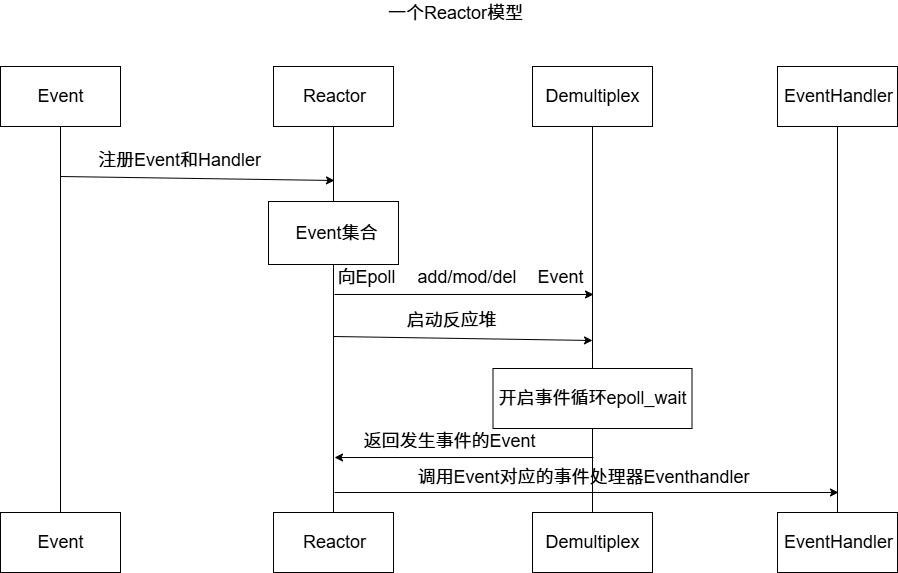 一个Reactor模型
Event
Reactor
Demultiplex
EventHandler
注册Event和Handler
Event集合
向Epoll add/mod/del Event
启动反应堆
开启事件循环epoll_wait
返回发生事件的Event
调用Event对应的事件处理器Eventhandler
Event
Reactor
Demultiplex
EventHandler